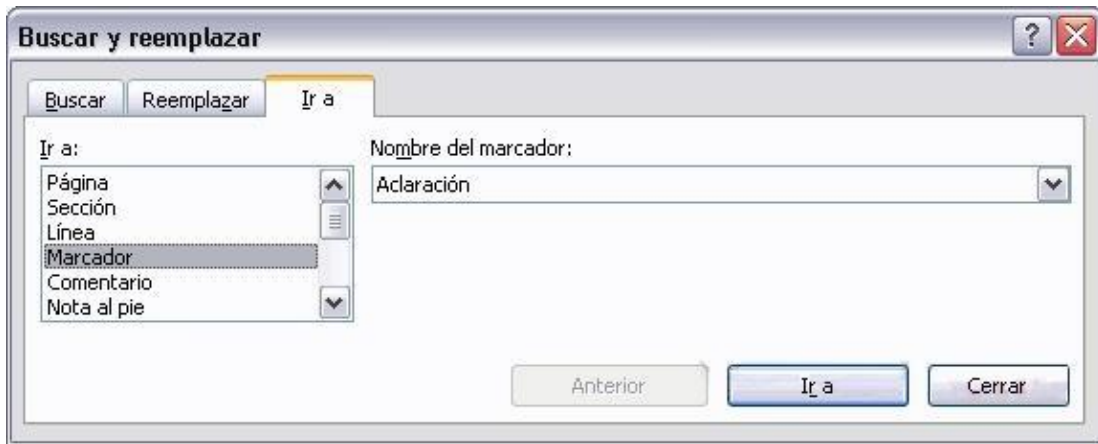 Buscar y reemplazar
Buscar Reemplazar Ir a
Ir a:
Página
Sección
Línea
Marcador
Comentario
Nota al pie
Nombre del marcador:
Aclaración
Anterior Ir a Cerrar